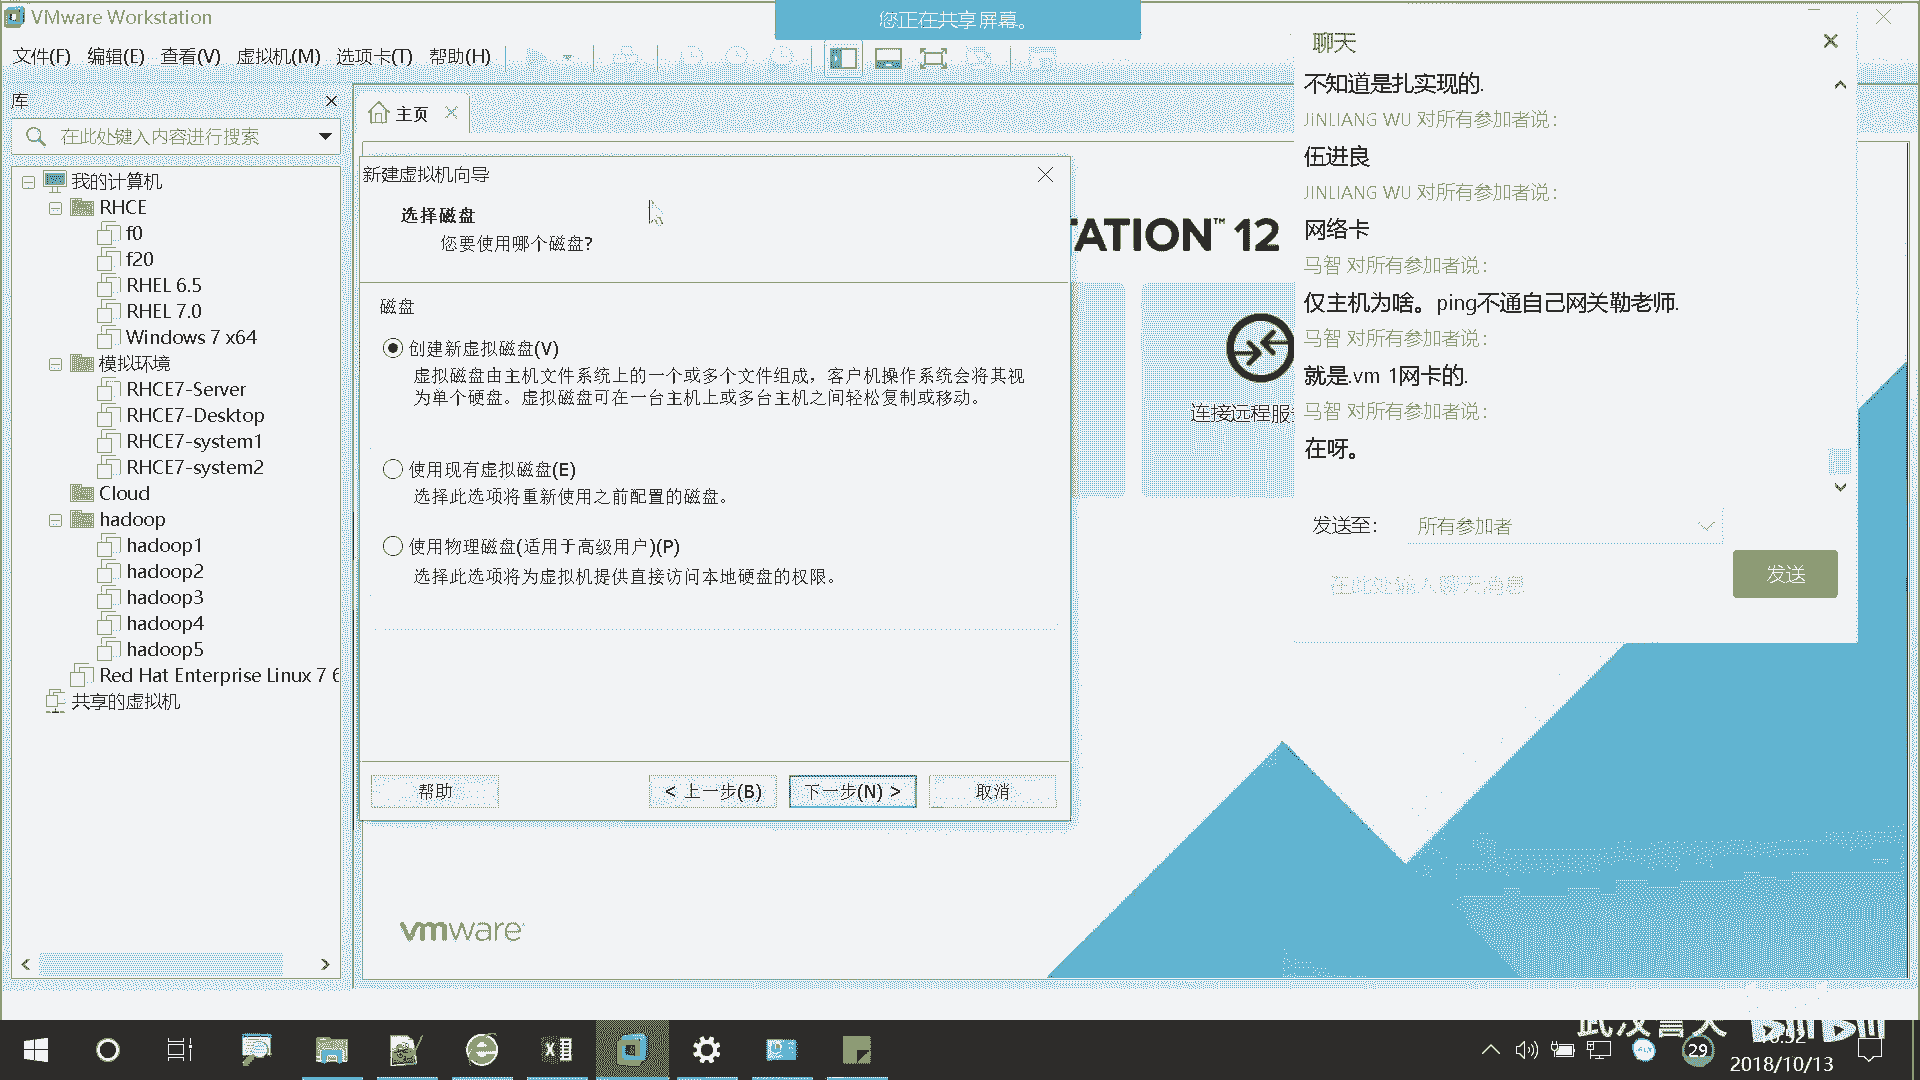 VMware Workstation
您正在共享屏幕。
文件(F) 编辑(E) 查看(V) 虚拟机(M) 选项卡(T) 帮助(H)
库
在此处键入内容进行搜索
我的计算机
RHCE
f0
f20
RHEL 6.5
RHEL 7.0
Windows 7 x64
模拟环境
RHCE7-Server
RHCE7-Desktop
RHCE7-system1
RHCE7-system2
Cloud
hadoop
hadoop1
hadoop2
hadoop3
hadoop4
hadoop5
Red Hat Enterprise Linux 7 6
共享的虚拟机
主页
TATION™ 12
连接远程服
新建虚拟机向导
选择磁盘
您要使用哪个磁盘?
磁盘
创建新虚拟磁盘(V)
虚拟磁盘由主机文件系统上的一个或多个文件组成，客户机操作系统会将其视
为单个硬盘。虚拟磁盘可在一台主机上或多台主机之间轻松复制或移动。
使用现有虚拟磁盘(E)
选择此选项将重新使用之前配置的磁盘。
使用物理磁盘(适用于高级用户)(P)
选择此选项将为虚拟机提供直接访问本地硬盘的权限。
帮助
< 上一步(B)
下一步(N) >
取消
vmware
聊天
不知道是扎实现的.
JINLIANG WU 对所有参加者说:
伍进良
JINLIANG WU 对所有参加者说:
网络卡
马智 对所有参加者说:
仅主机为啥。ping不通自己网关勒老师.
马智 对所有参加者说:
就是.vm 1网卡的.
马智 对所有参加者说:
在呀。
发送至:
所有参加者
在此处输入聊天消息
发送
29
2018/10/13